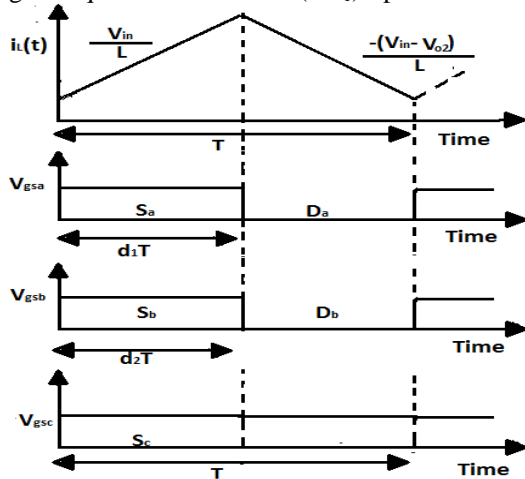 iL(t)
Vin
L
-(Vin- Vo2)
L
T
Time
Vgsa
Sa
Da
d1T
Time
Vgsb
Sb
Db
d2T
Time
Vgsc
Sc
T
Time